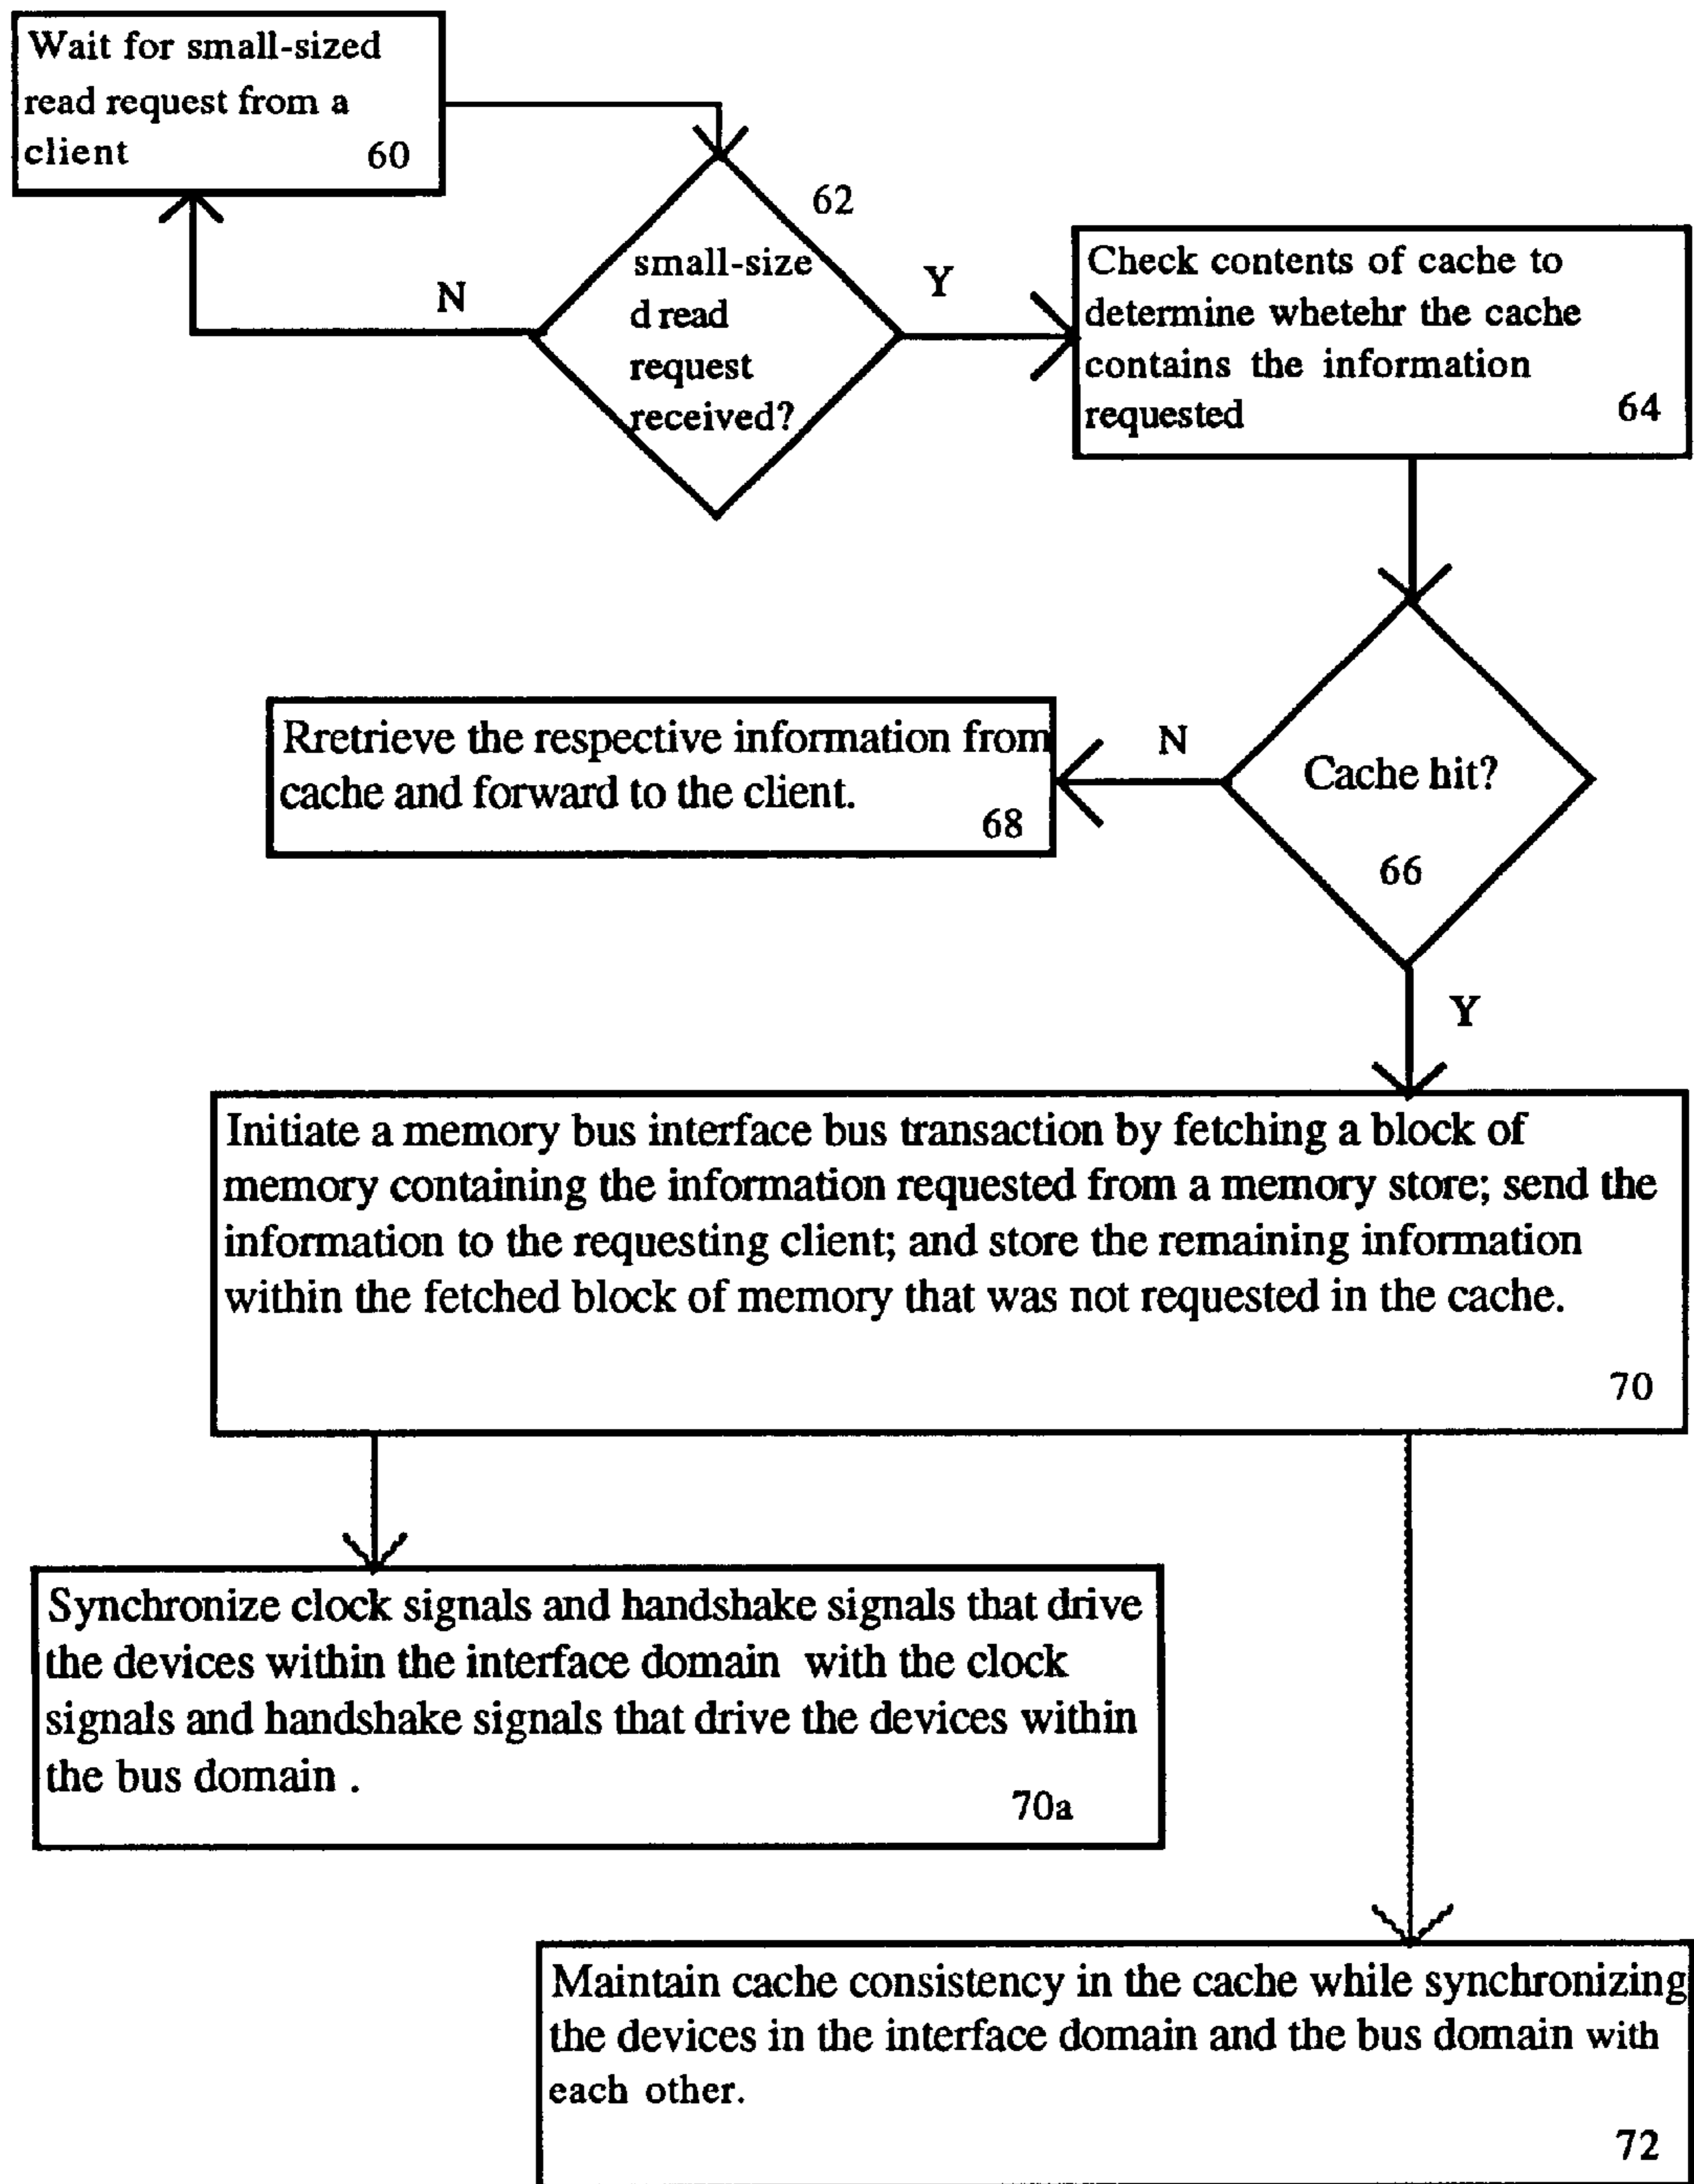 Wait for small-sized
read request from a
client 60
62
small-size
d read
request
received?
N
Y
Check contents of cache to
determine whetehr the cache
contains the information
requested 64
Cache hit?
66
N
Rretrieve the respective information from
cache and forward to the client.
68
Y
Initiate a memory bus interface bus transaction by fetching a block of
memory containing the information requested from a memory store; send the
information to the requesting client; and store the remaining information
within the fetched block of memory that was not requested in the cache.
70
Synchronize clock signals and handshake signals that drive
the devices within the interface domain with the clock
signals and handshake signals that drive the devices within
the bus domain .
70a
Maintain cache consistency in the cache while synchronizing
the devices in the interface domain and the bus domain with
each other.
72